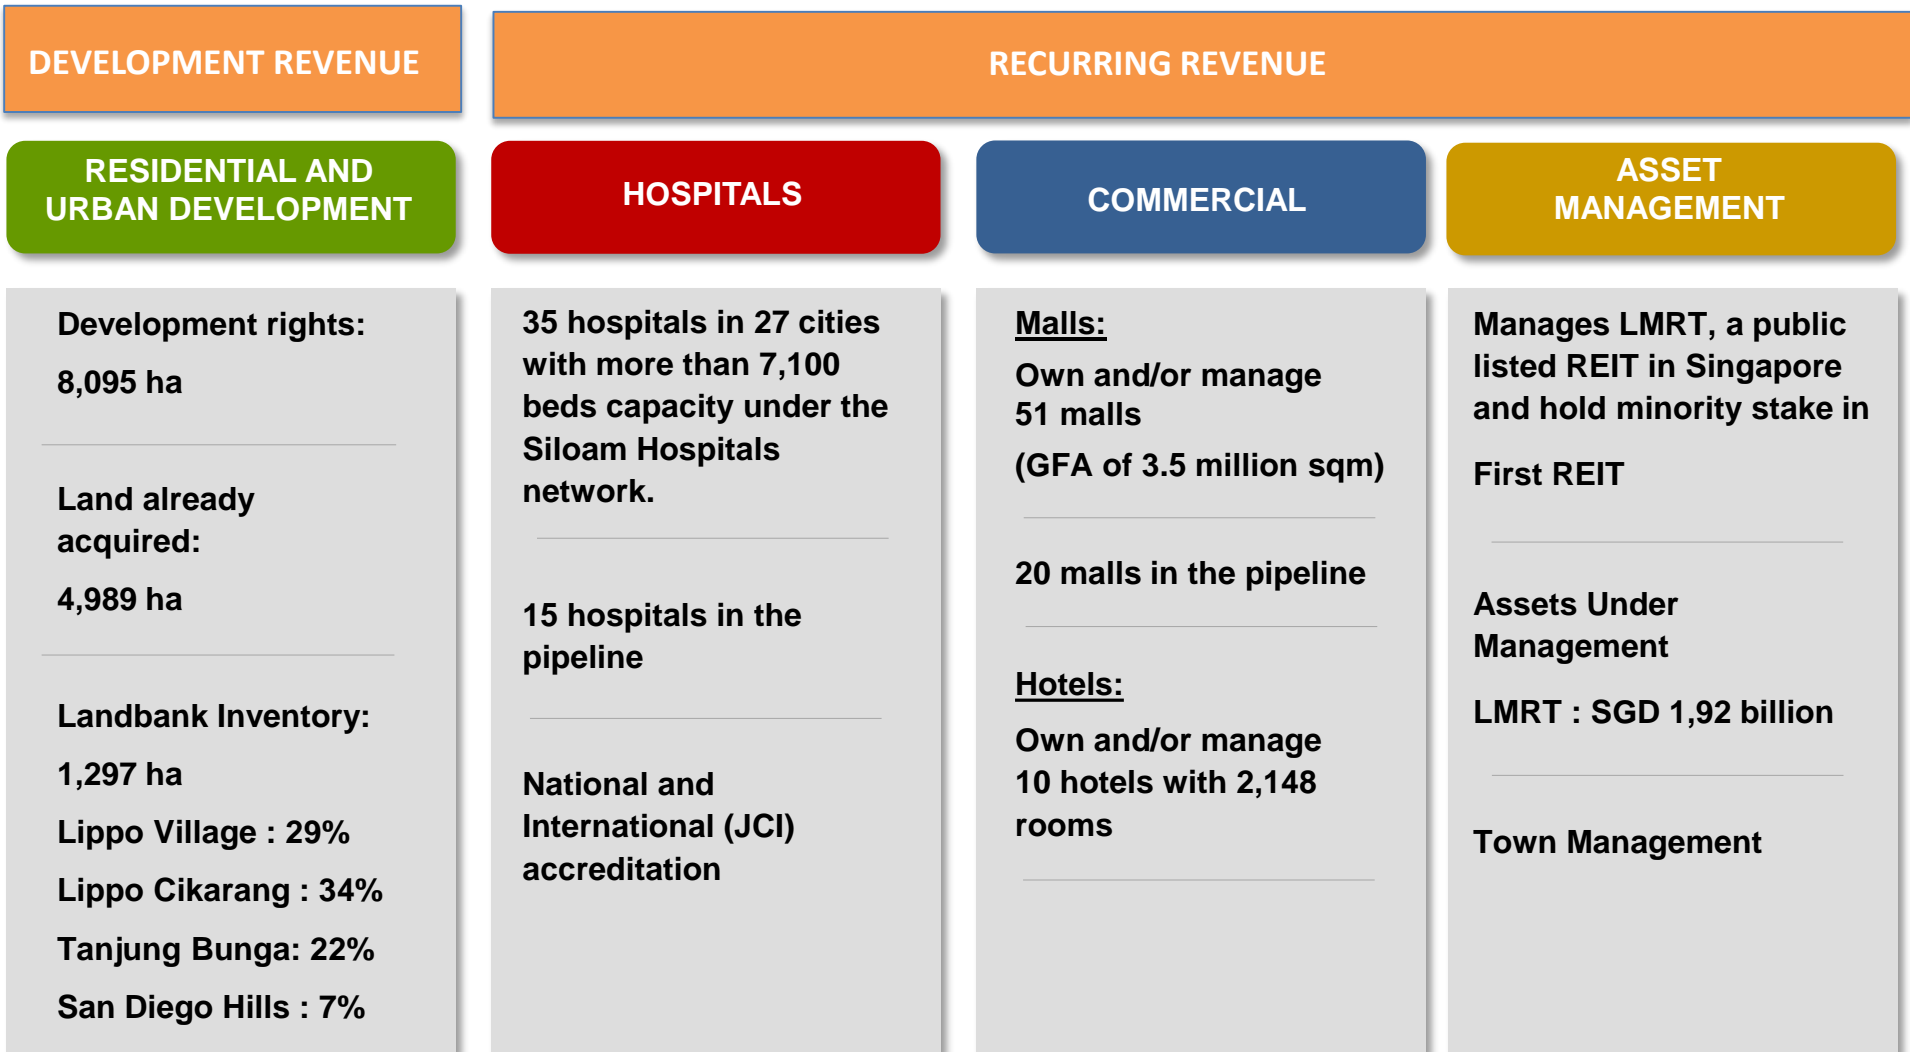 DEVELOPMENT REVENUE
RECURRING REVENUE
RESIDENTIAL AND
URBAN DEVELOPMENT
Development rights:
8,095 ha
Land already
acquired:
4,989 ha
Landbank Inventory:
1,297 ha
Lippo Village : 29%
Lippo Cikarang : 34%
Tanjung Bunga: 22%
San Diego Hills : 7%
HOSPITALS
35 hospitals in 27 cities
with more than 7,100
beds capacity under the
Siloam Hospitals
network.
15 hospitals in the
pipeline
National and
International (JCI)
accreditation
COMMERCIAL
Malls:
Own and/or manage
51 malls
(GFA of 3.5 million sqm)
20 malls in the pipeline
Hotels:
Own and/or manage
10 hotels with 2,148
rooms
ASSET
MANAGEMENT
Manages LMRT, a public
listed REIT in Singapore
and hold minority stake in
First REIT
Assets Under
Management
LMRT : SGD 1,92 billion
Town Management